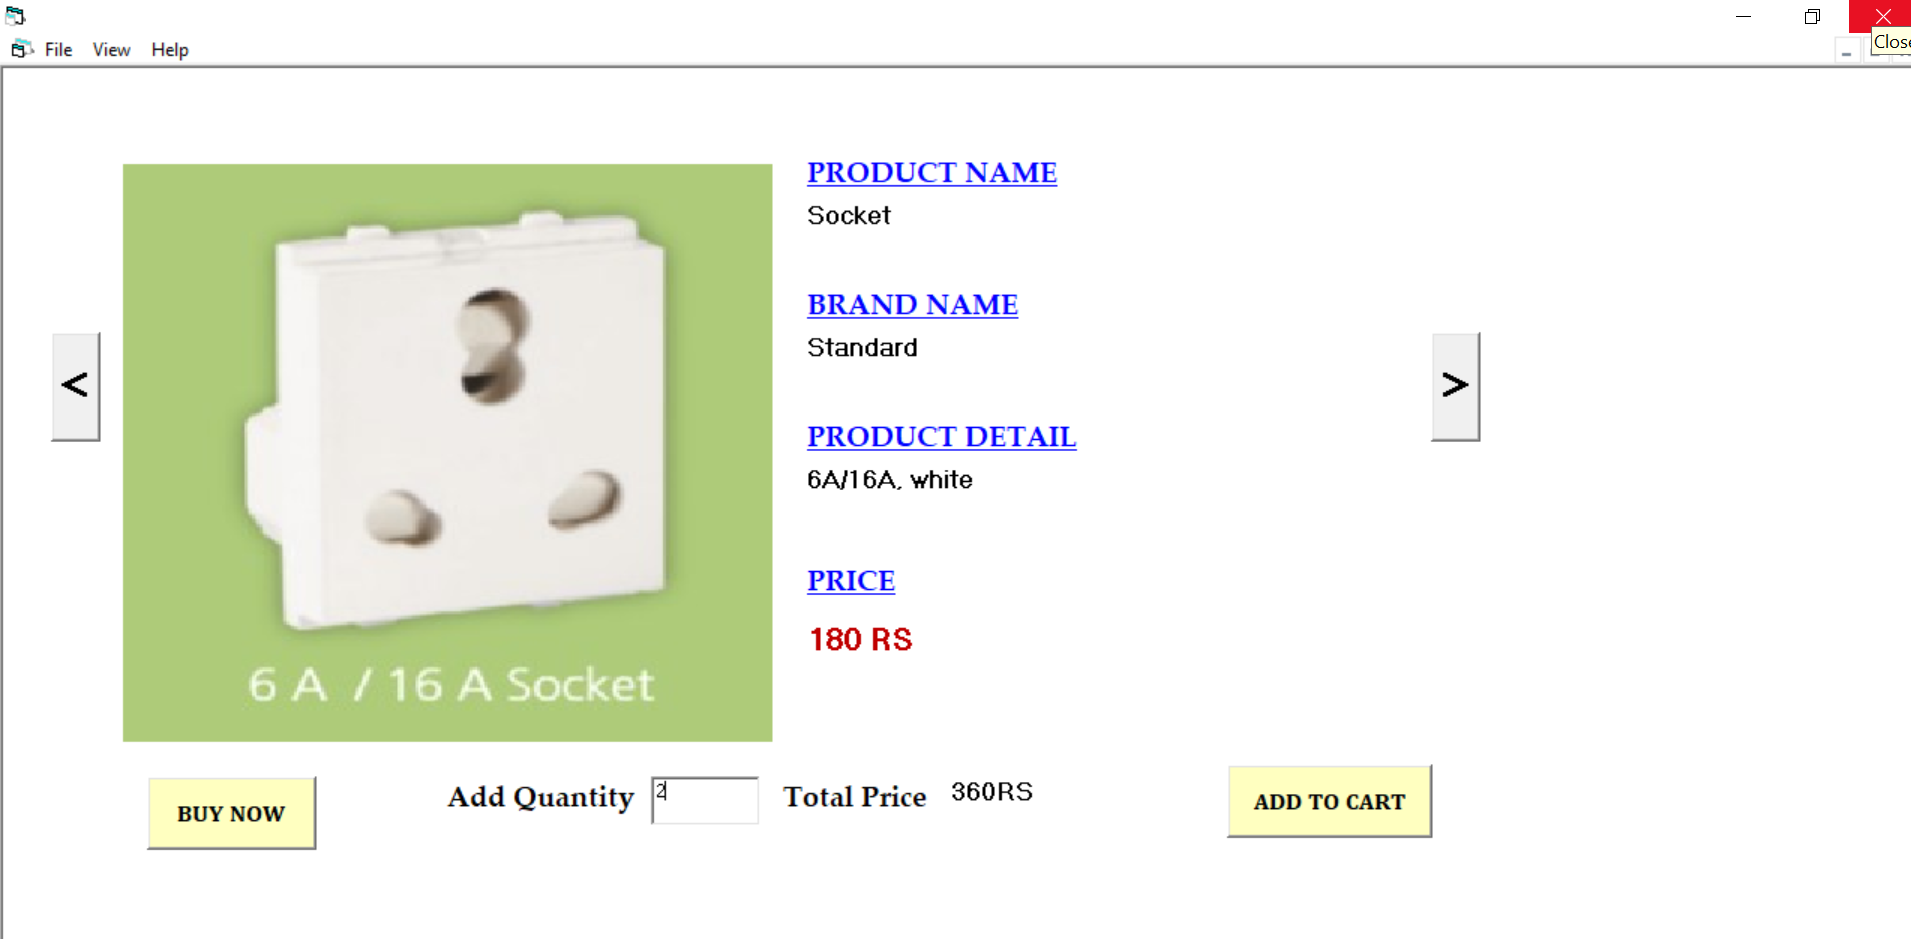 File View Help
Close
PRODUCT NAME
Socket
BRAND NAME
Standard
PRODUCT DETAIL
6A/16A, white
<
>
PRICE
180 RS
6 A / 16 A Socket
BUY NOW
Add Quantity 2 Total Price 360RS
ADD TO CART